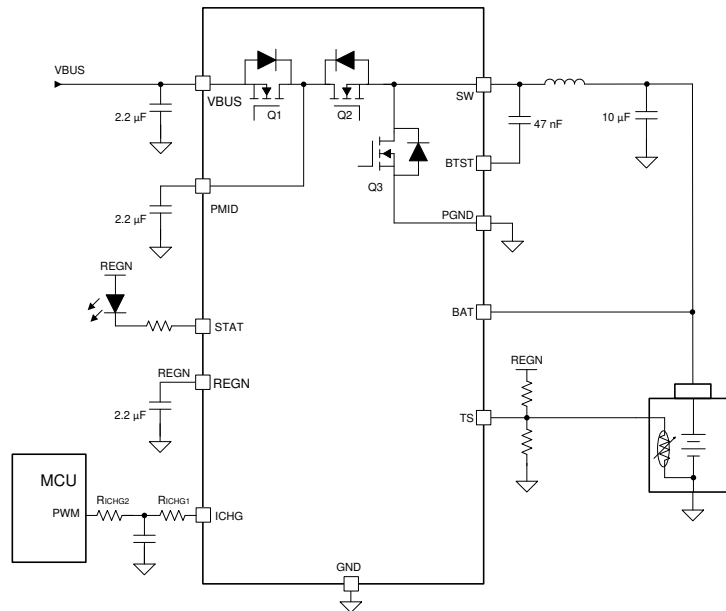 VBUS
2.2 µF
VBUS
Q1
Q2
SW
47 nF
10 µF
BTST
Q3
2.2 µF
PMID
PGND
REGN
STAT
BAT
REGN
REGN
2.2 µF
REGN
TS
MCU
PWM
RICHG2
RICHG1
ICHG
GND